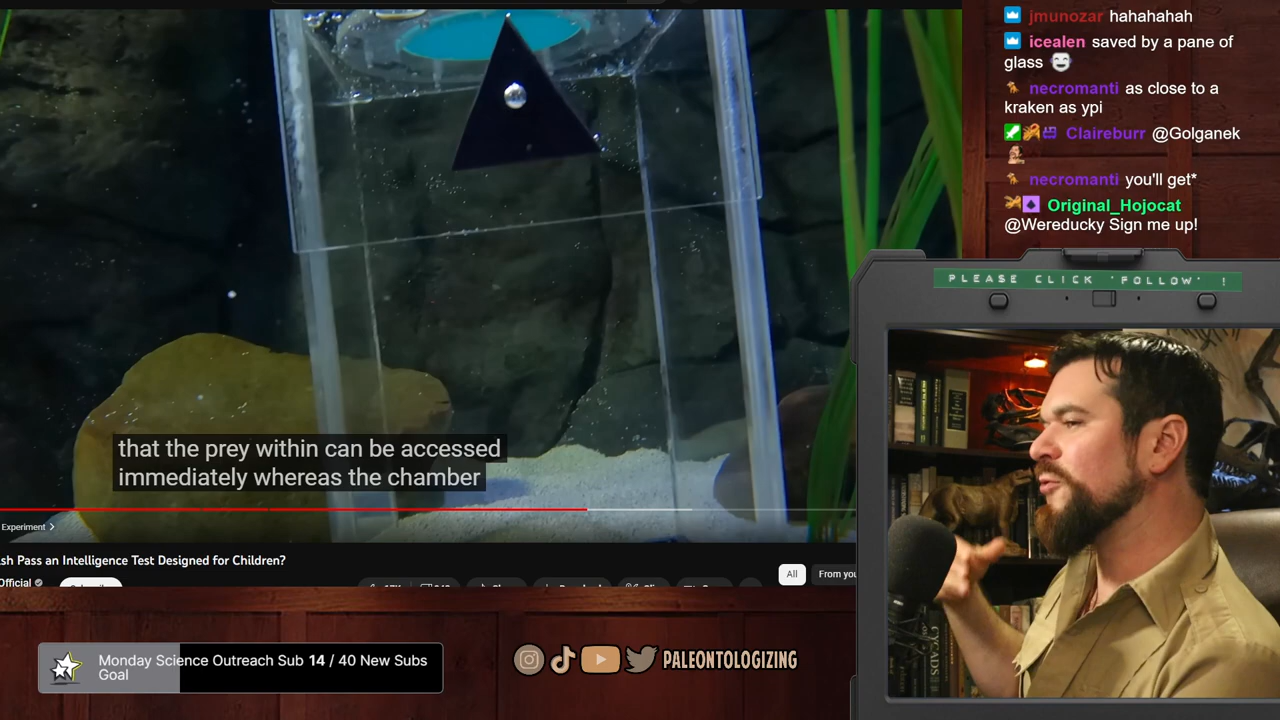 jmunozar hahahahah
icealen saved by a pane of
glass
necromanti as close to a
kraken as ypi
Claireburr @Golganek
necromanti you'll get*
Original_Hojocat
@Wereducky Sign me up!
PLEASE CLICK 'FOLLOW' !
that the prey within can be accessed
immediately whereas the chamber
Experiment
sh Pass an Intelligence Test Designed for Children?
Official
All
From you
CYCADS
Monday Science Outreach Sub 14 / 40 New Subs
Goal
PALEONTOLOGIZING